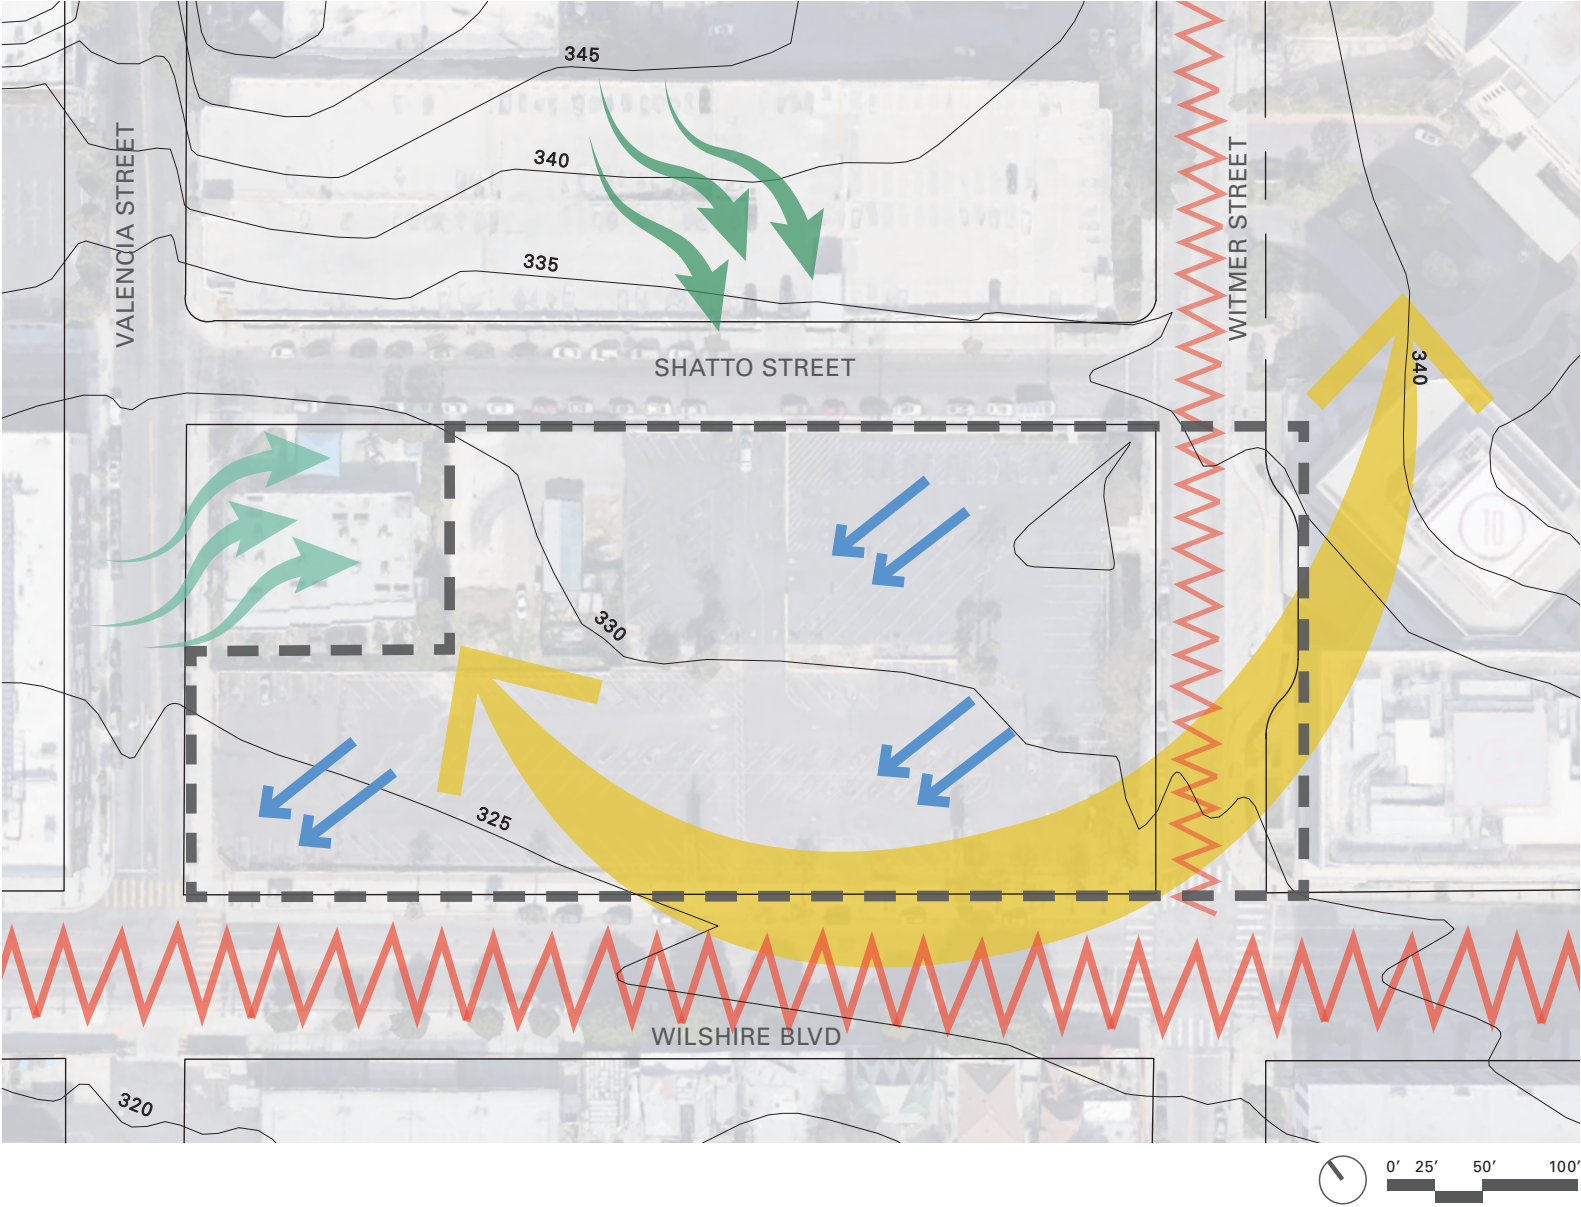 345
VALENCIA STREET
340
WITMER STREET
335
SHATTO STREET
340
330
325
WILSHIRE BLVD
320
0' 25' 50' 100'